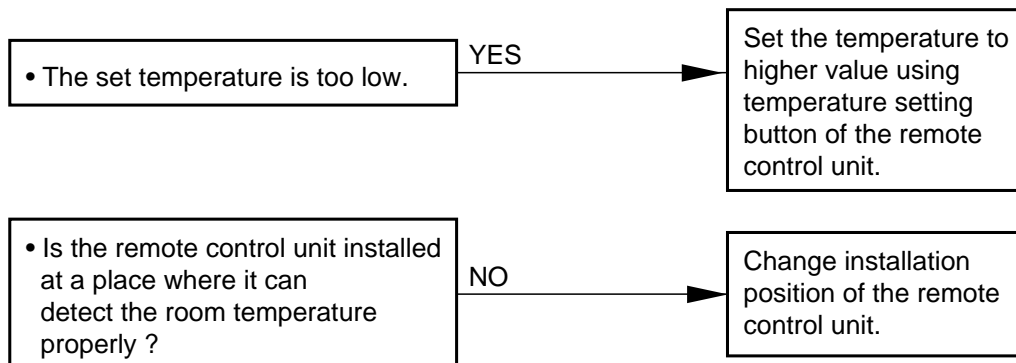 • The set temperature is too low.
YES
Set the temperature to
higher value using
temperature setting
button of the remote
control unit.
• Is the remote control unit installed
at a place where it can
detect the room temperature
properly ?
NO
Change installation
position of the remote
control unit.